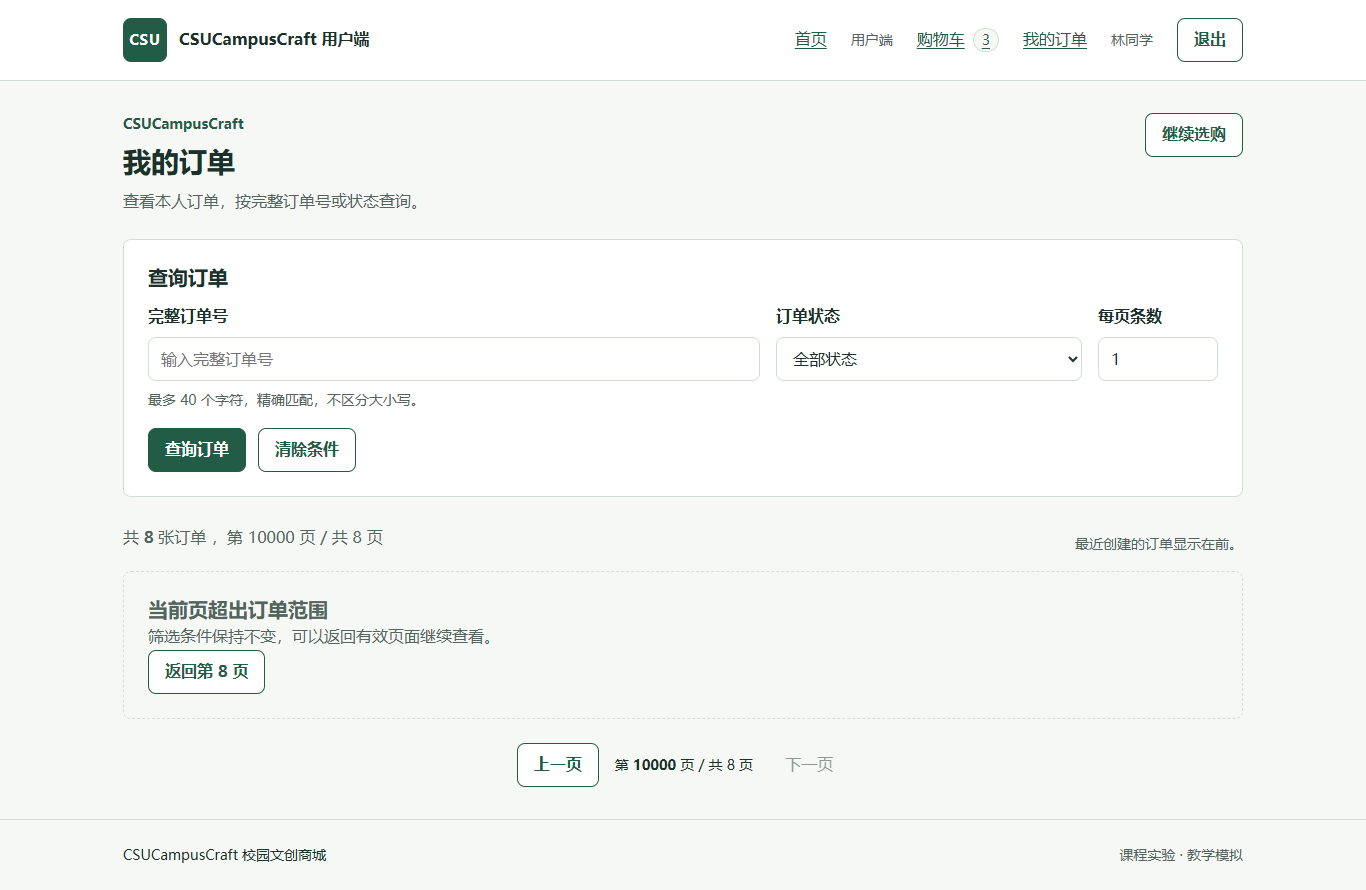 CSU CSUCampusCraft 用户端 首页 用户端 购物车 3 我的订单 林同学 退出
CSUCampusCraft
继续选购
我的订单
查看本人订单，按完整订单号或状态查询。
查询订单
完整订单号 订单状态 每页条数
输入完整订单号 全部状态 1
最多 40 个字符，精确匹配，不区分大小写。
查询订单 清除条件
共 8 张订单 ，第 10000 页 / 共 8 页
最近创建的订单显示在前。
当前页超出订单范围
筛选条件保持不变，可以返回有效页面继续查看。
返回第 8 页
上一页 第 10000 页 / 共 8 页 下一页
CSUCampusCraft 校园文创商城 课程实验 · 教学模拟